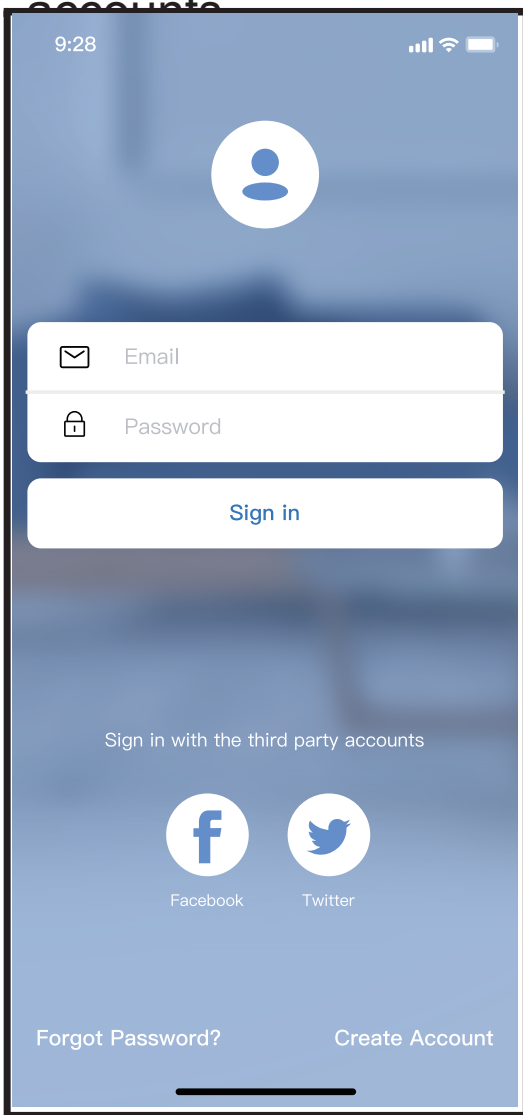 accounts
9:28
Email
Password
Sign in
Sign in with the third party accounts
Facebook
Twitter
Forgot Password?
Create Account